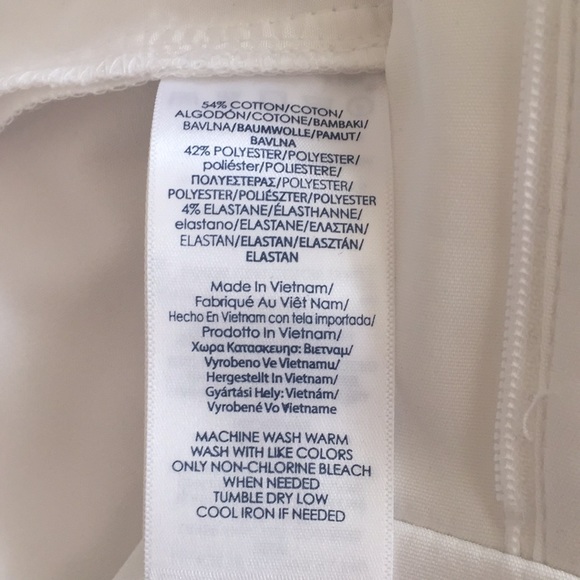 54% COTTON/COTON/
ALGODÓN/COTONE/BAMBAKI/
BAVLNA/BAUMWOLLE/PAMUT/
BAVLNA
42% POLYESTER/POLYESTER/
poliéster/POLIESTERE/
ΠΟΛΥΕΣΤΕΡΑΣ/POLYESTER/
POLYESTER/POLIÉSZTER/POLYESTER
4% ELASTANE/ÉLASTHANNE/
elastano/ELASTANE/ΕΛΑΣΤΑΝ/
ELASTAN/ELASTAN/ELASZTÁN/
ELASTAN
Made In Vietnam/
Fabriqué Au Viêt Nam/
Hecho En Vietnam con tela importada/
Prodotto In Vietnam/
Χωρα Κατασκευησ: Βιετναμ/
Vyrobeno Ve Vietnamu/
Hergestellt In Vietnam/
Gyártási Hely: Vietnám/
Vyrobené Vo Vietname
MACHINE WASH WARM
WASH WITH LIKE COLORS
ONLY NON-CHLORINE BLEACH
WHEN NEEDED
TUMBLE DRY LOW
COOL IRON IF NEEDED